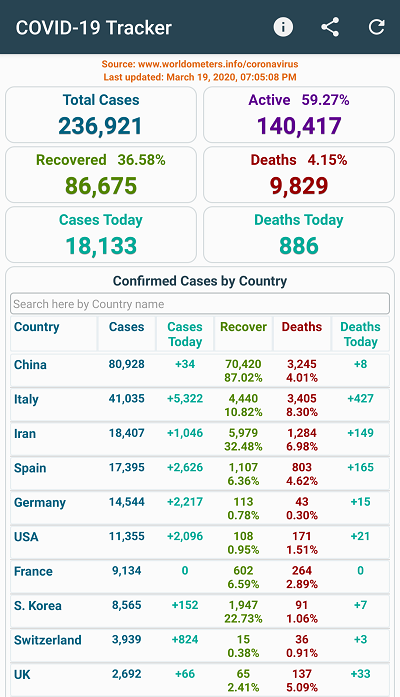 COVID-19 Tracker
Source: www.worldometers.info/coronavirus
Last updated: March 19, 2020, 07:05:08 PM
Total Cases
236,921
Active 59.27%
140,417
Recovered 36.58%
86,675
Deaths 4.15%
9,829
Cases Today
18,133
Deaths Today
886
Confirmed Cases by Country
Search here by Country name
Country Cases Cases Today Recover Deaths Deaths Today
China 80,928 +34 70,420 3,245 +8
87.02% 4.01%
Italy 41,035 +5,322 4,440 3,405 +427
10.82% 8.30%
Iran 18,407 +1,046 5,979 1,284 +149
32.48% 6.98%
Spain 17,395 +2,626 1,107 803 +165
6.36% 4.62%
Germany 14,544 +2,217 113 43 +15
0.78% 0.30%
USA 11,355 +2,096 108 171 +21
0.95% 1.51%
France 9,134 0 602 264 0
6.59% 2.89%
S. Korea 8,565 +152 1,947 91 +7
22.73% 1.06%
Switzerland 3,939 +824 15 36 +3
0.38% 0.91%
UK 2,692 +66 65 137 +33
2.41% 5.09%